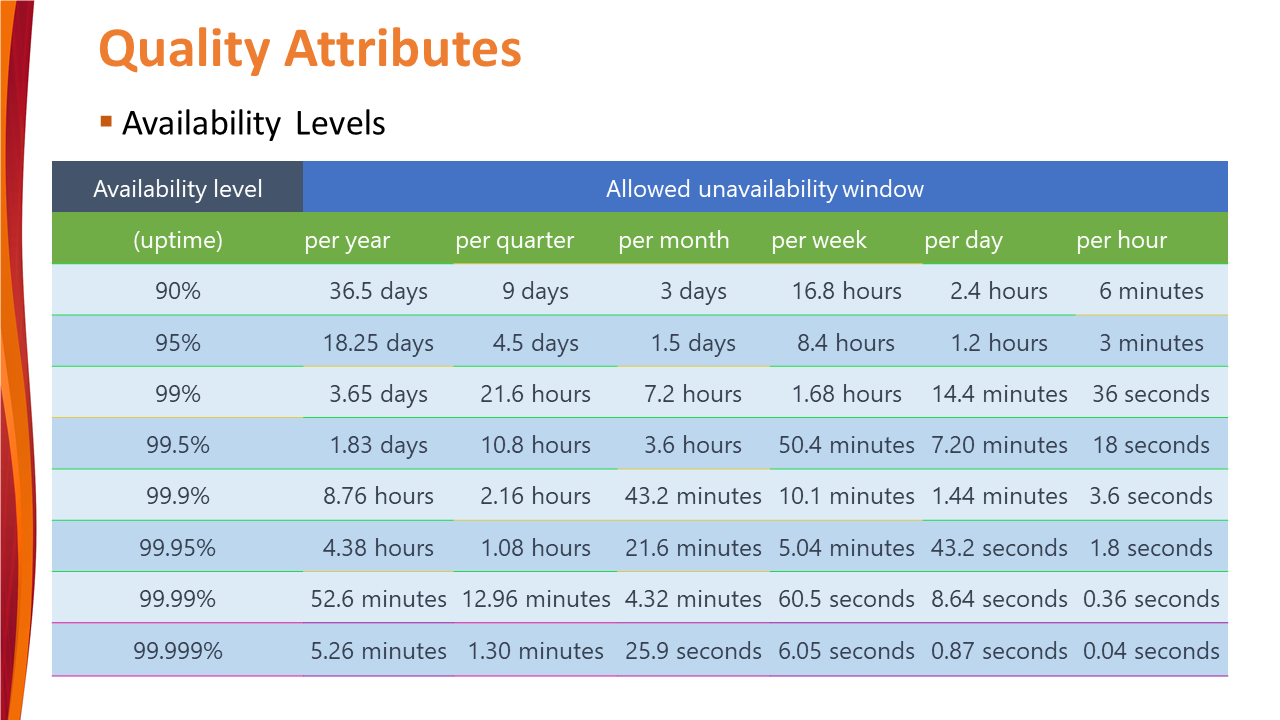 Quality Attributes
Availability Levels
Availability level Allowed unavailability window
(uptime) per year per quarter per month per week per day per hour
90% 36.5 days 9 days 3 days 16.8 hours 2.4 hours 6 minutes
95% 18.25 days 4.5 days 1.5 days 8.4 hours 1.2 hours 3 minutes
99% 3.65 days 21.6 hours 7.2 hours 1.68 hours 14.4 minutes 36 seconds
99.5% 1.83 days 10.8 hours 3.6 hours 50.4 minutes 7.20 minutes 18 seconds
99.9% 8.76 hours 2.16 hours 43.2 minutes 10.1 minutes 1.44 minutes 3.6 seconds
99.95% 4.38 hours 1.08 hours 21.6 minutes 5.04 minutes 43.2 seconds 1.8 seconds
99.99% 52.6 minutes 12.96 minutes 4.32 minutes 60.5 seconds 8.64 seconds 0.36 seconds
99.999% 5.26 minutes 1.30 minutes 25.9 seconds 6.05 seconds 0.87 seconds 0.04 seconds